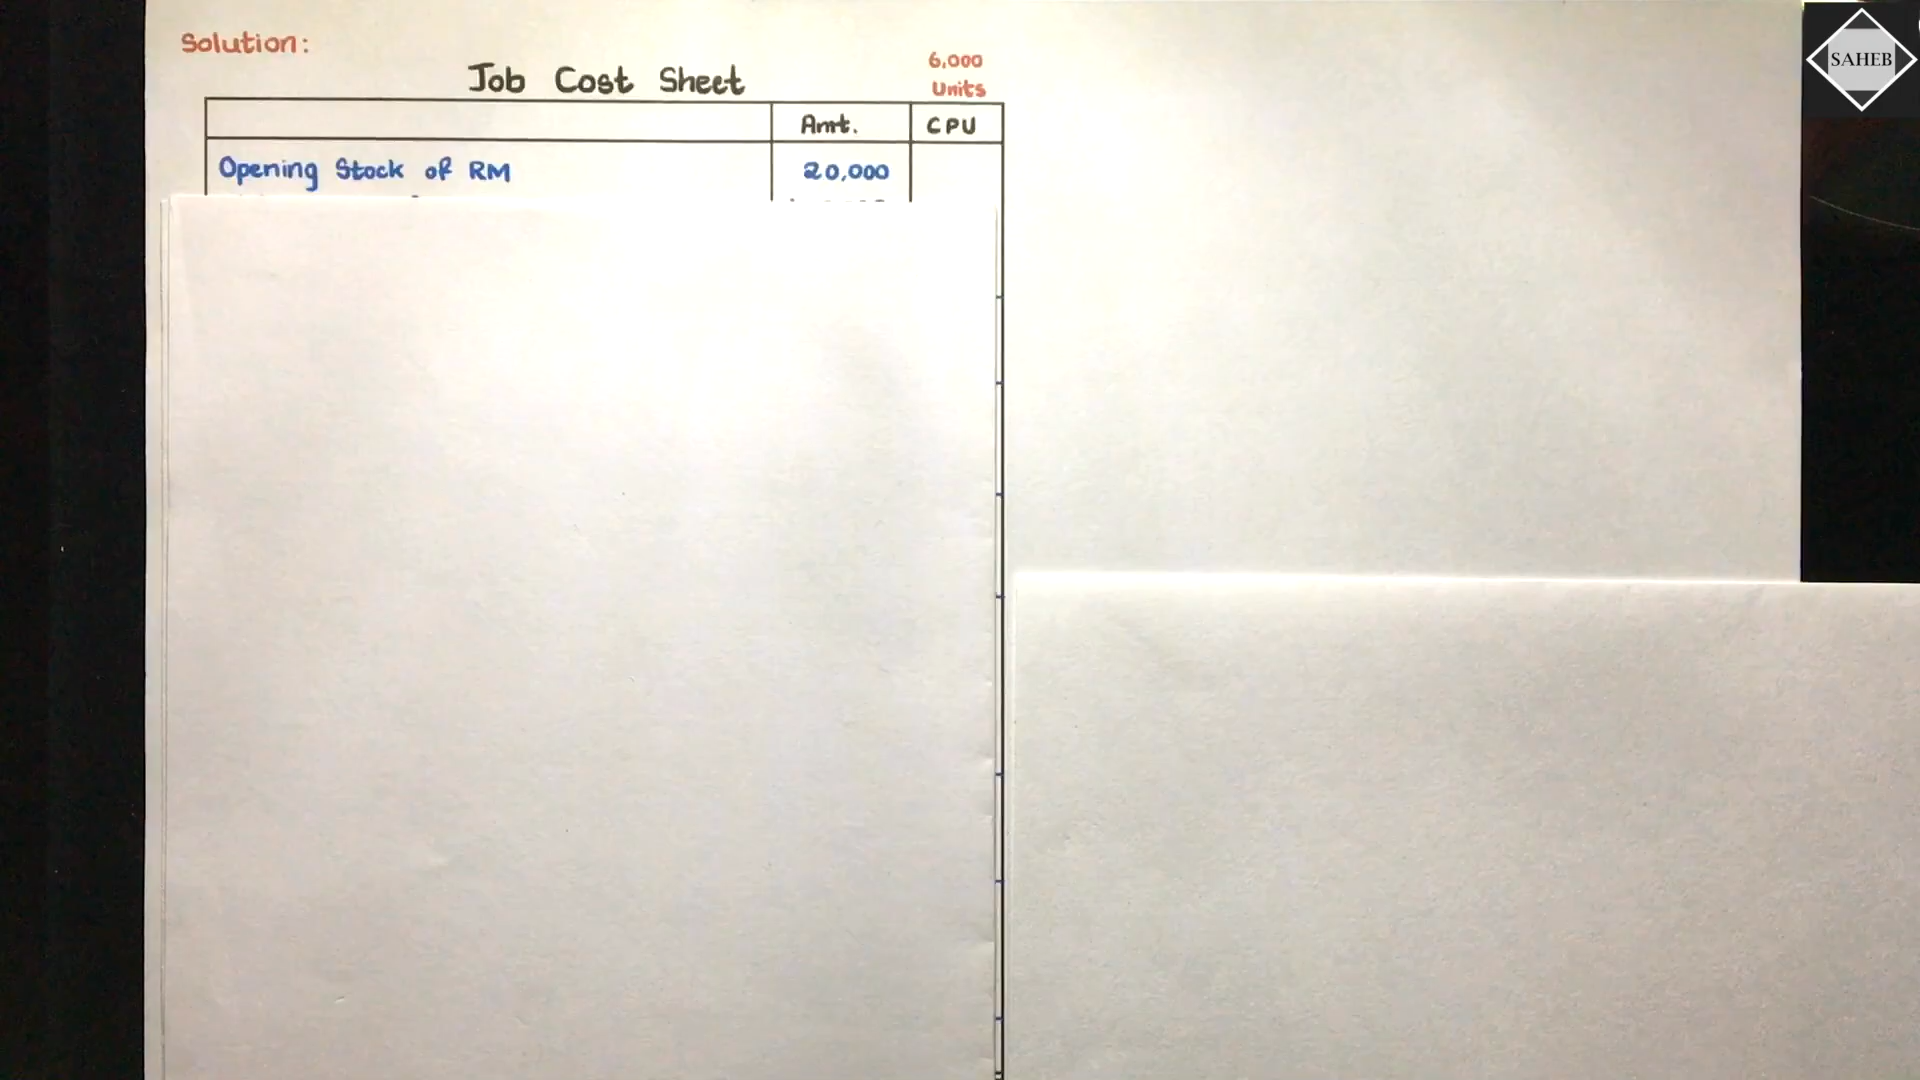 Solution:
Job Cost Sheet
6,000
Units
Amt. CPU
Opening Stock of RM 20,000
SAHEB